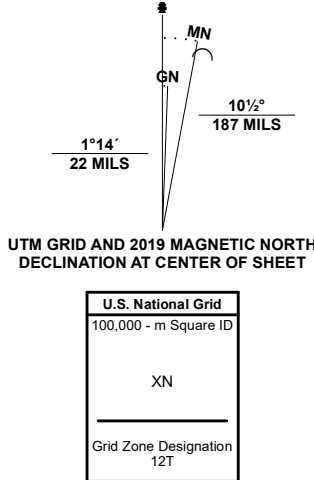 MN
GN
10½°
187 MILS
1°14´
22 MILS
UTM GRID AND 2019 MAGNETIC NORTH
DECLINATION AT CENTER OF SHEET
U.S. National Grid
100,000 - m Square ID
XN
Grid Zone Designation
12T